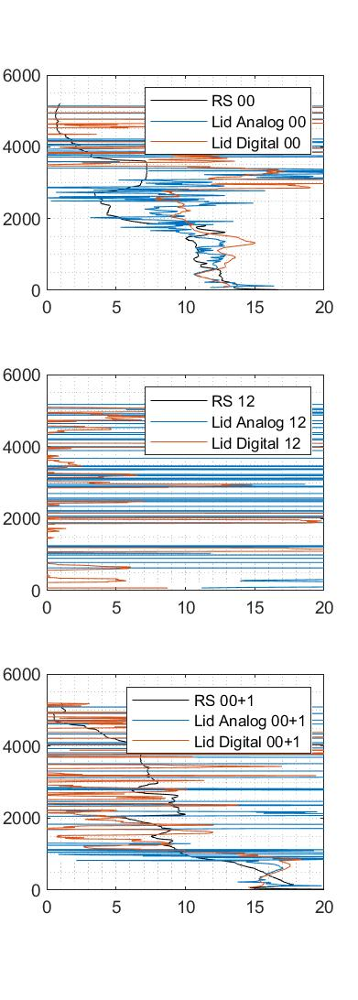 6000
4000
2000
0
0 5 10 15 20
RS 00
Lid Analog 00
Lid Digital 00
6000
4000
2000
0
0 5 10 15 20
RS 12
Lid Analog 12
Lid Digital 12
6000
4000
2000
0
0 5 10 15 20
RS 00+1
Lid Analog 00+1
Lid Digital 00+1